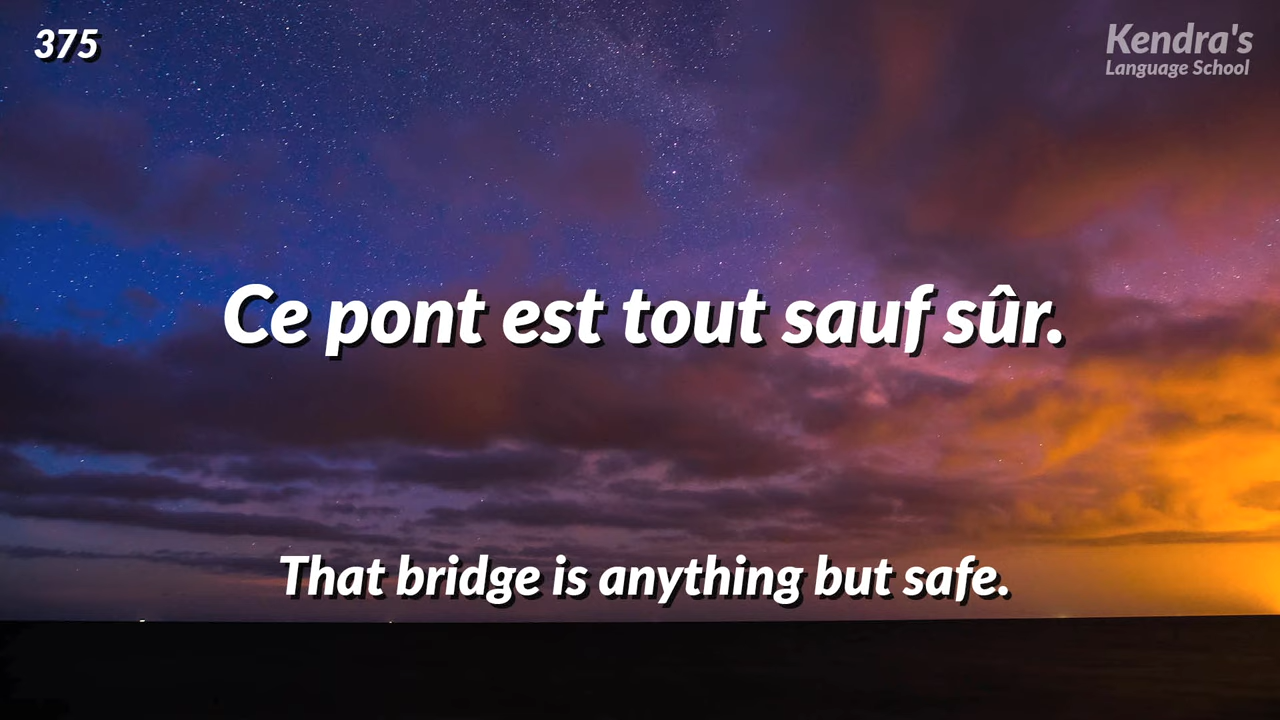 375
Kendra's
Language School
Ce pont est tout sauf sûr.
That bridge is anything but safe.